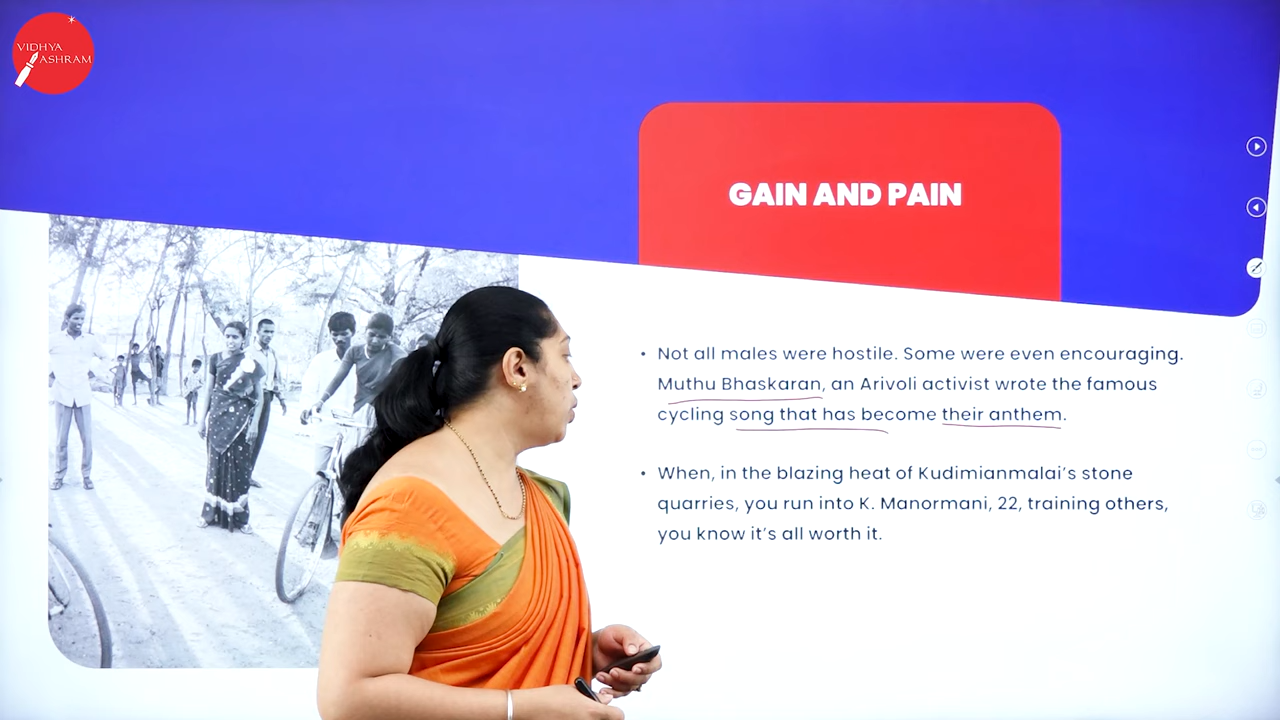 VIDHYA
ASHRAM
GAIN AND PAIN
• Not all males were hostile. Some were even encouraging.
Muthu Bhaskaran, an Arivoli activist wrote the famous
cycling song that has become their anthem.
• When, in the blazing heat of Kudimianmalai's stone
quarries, you run into K. Manormani, 22, training others,
you know it's all worth it.